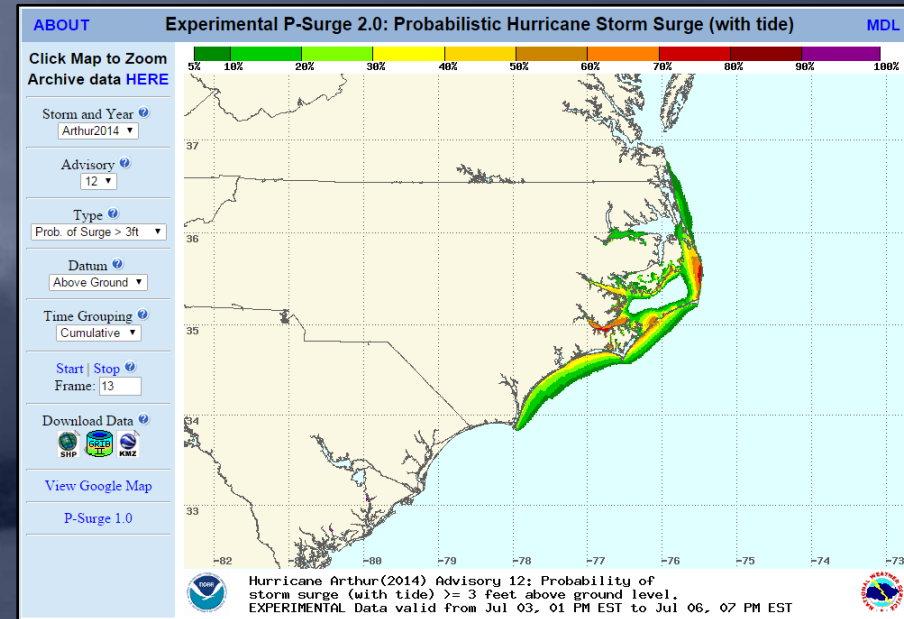 ABOUT Experimental P-Surge 2.0: Probabilistic Hurricane Storm Surge (with tide) MDL
Click Map to Zoom
Archive data HERE
5% 10% 20% 30% 40% 50% 60% 70% 80% 90% 100%
Storm and Year
Arthur2014
Advisory
12
Type
Prob. of Surge > 3ft
Datum
Above Ground
Time Grouping
Cumulative
Start | Stop
Frame: 13
Download Data
SHP GRIB II KMZ
View Google Map
P-Surge 1.0
37
36
35
34
33
-82 -80 -79 -78 -77 -76 -75 -74 -73
NOAA
Hurricane Arthur(2014) Advisory 12: Probability of
storm surge (with tide) >= 3 feet above ground level.
EXPERIMENTAL Data valid from Jul 03, 01 PM EST to Jul 06, 07 PM EST